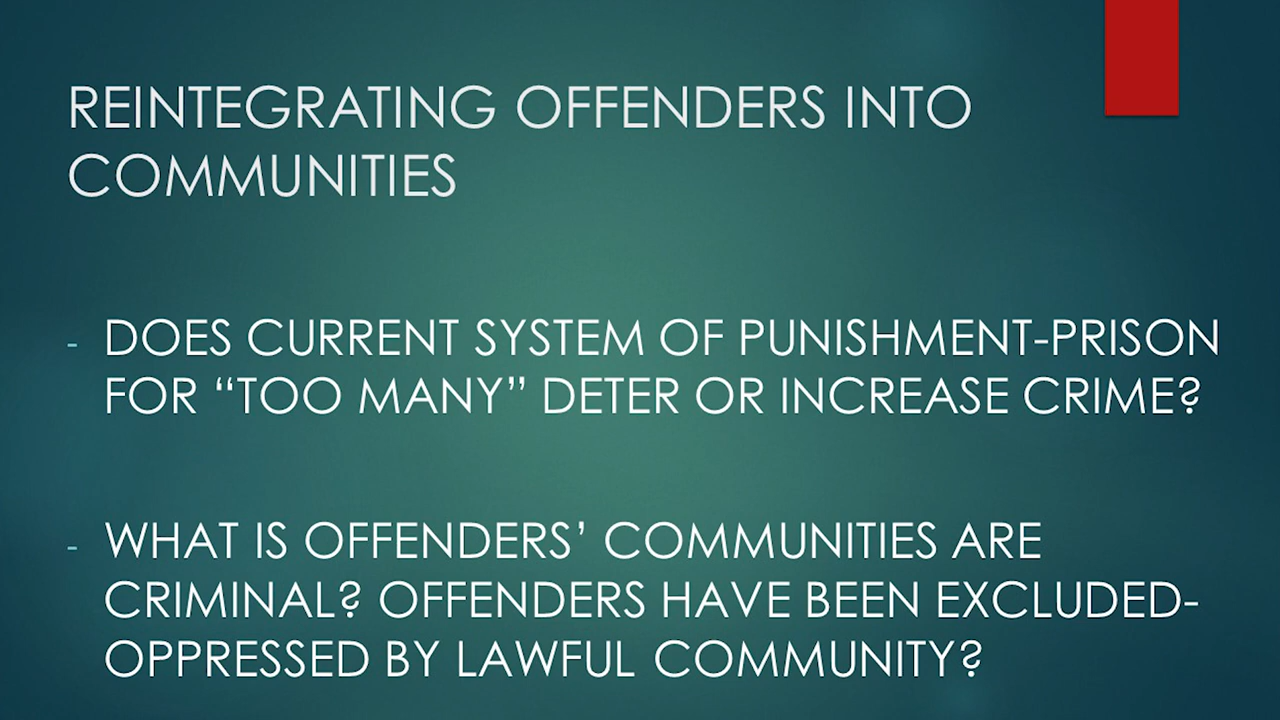 REINTEGRATING OFFENDERS INTO
COMMUNITIES
- DOES CURRENT SYSTEM OF PUNISHMENT-PRISON
FOR “TOO MANY” DETER OR INCREASE CRIME?
- WHAT IS OFFENDERS’ COMMUNITIES ARE
CRIMINAL? OFFENDERS HAVE BEEN EXCLUDED-
OPPRESSED BY LAWFUL COMMUNITY?